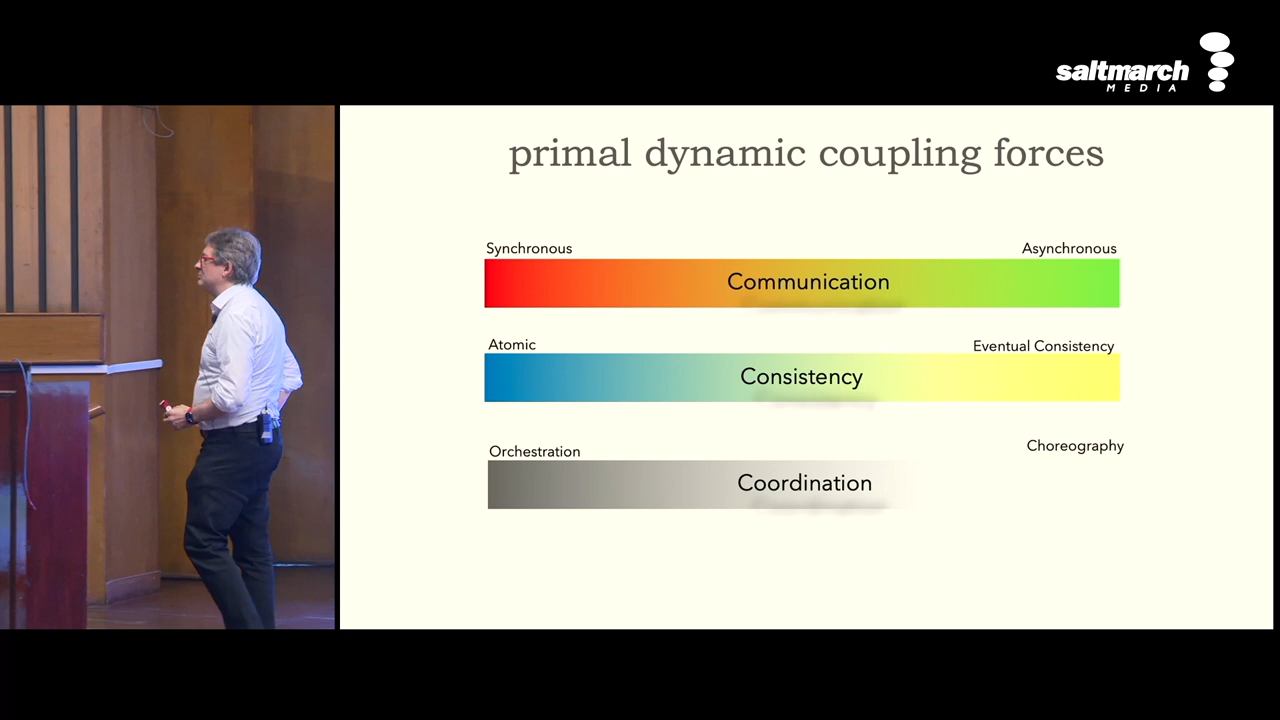 saltmarch
MEDIA
primal dynamic coupling forces
Synchronous
Asynchronous
Communication
Atomic
Eventual Consistency
Consistency
Orchestration
Choreography
Coordination